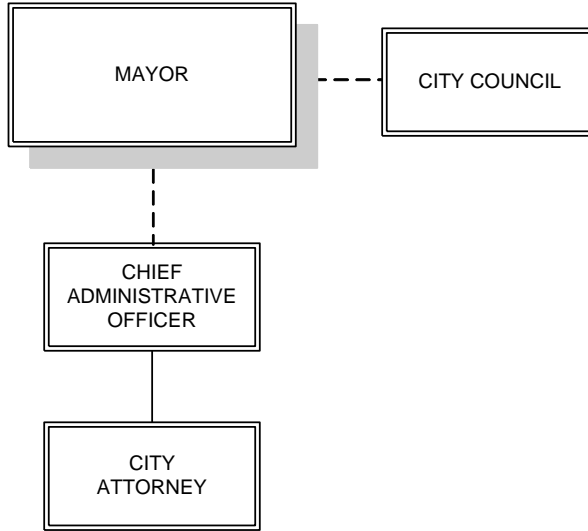 MAYOR
CITY COUNCIL
CHIEF
ADMINISTRATIVE
OFFICER
CITY
ATTORNEY